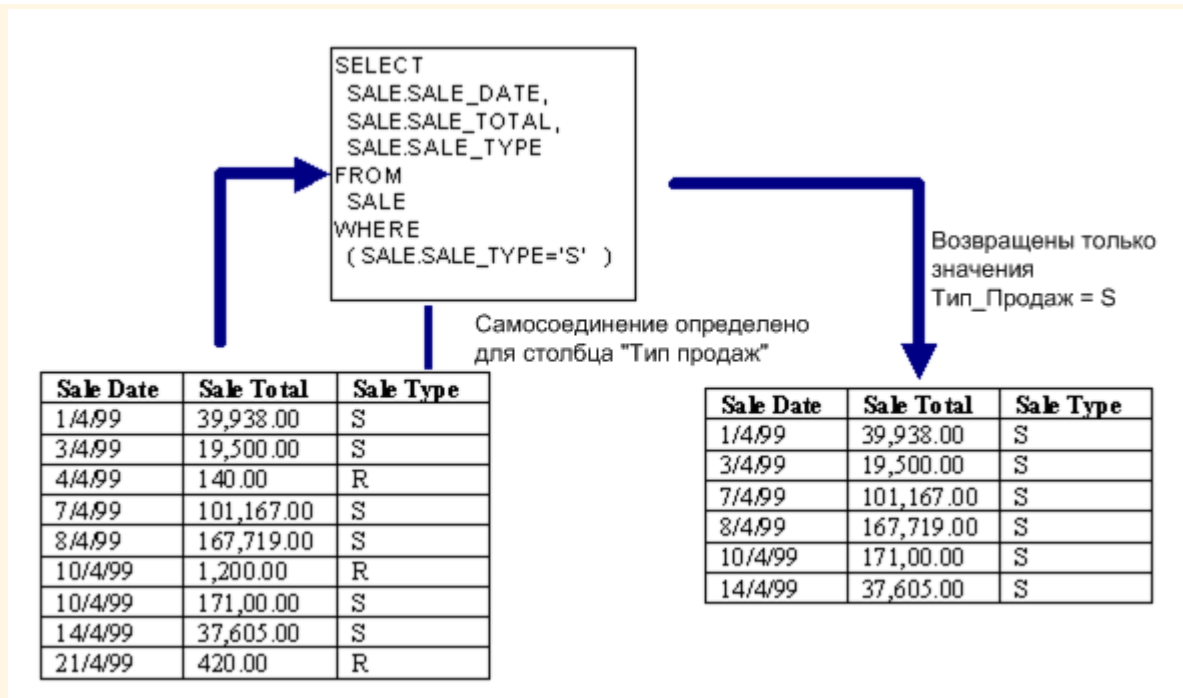 SELECT
SALE.SALE_DATE,
SALE.SALE_TOTAL,
SALE.SALE_TYPE
FROM
SALE
WHERE
( SALE.SALE_TYPE='S' )
Возвращены только
значения
Тип_Продаж = S
Самосоединение определено
для столбца "Тип продаж"
Sale Date Sale Total Sale Type
1/4/99 39,938.00 S
3/4/99 19,500.00 S
4/4/99 140.00 R
7/4/99 101,167.00 S
8/4/99 167,719.00 S
10/4/99 1,200.00 R
10/4/99 171,00.00 S
14/4/99 37,605.00 S
21/4/99 420.00 R
Sale Date Sale Total Sale Type
1/4/99 39,938.00 S
3/4/99 19,500.00 S
7/4/99 101,167.00 S
8/4/99 167,719.00 S
10/4/99 171,00.00 S
14/4/99 37,605.00 S